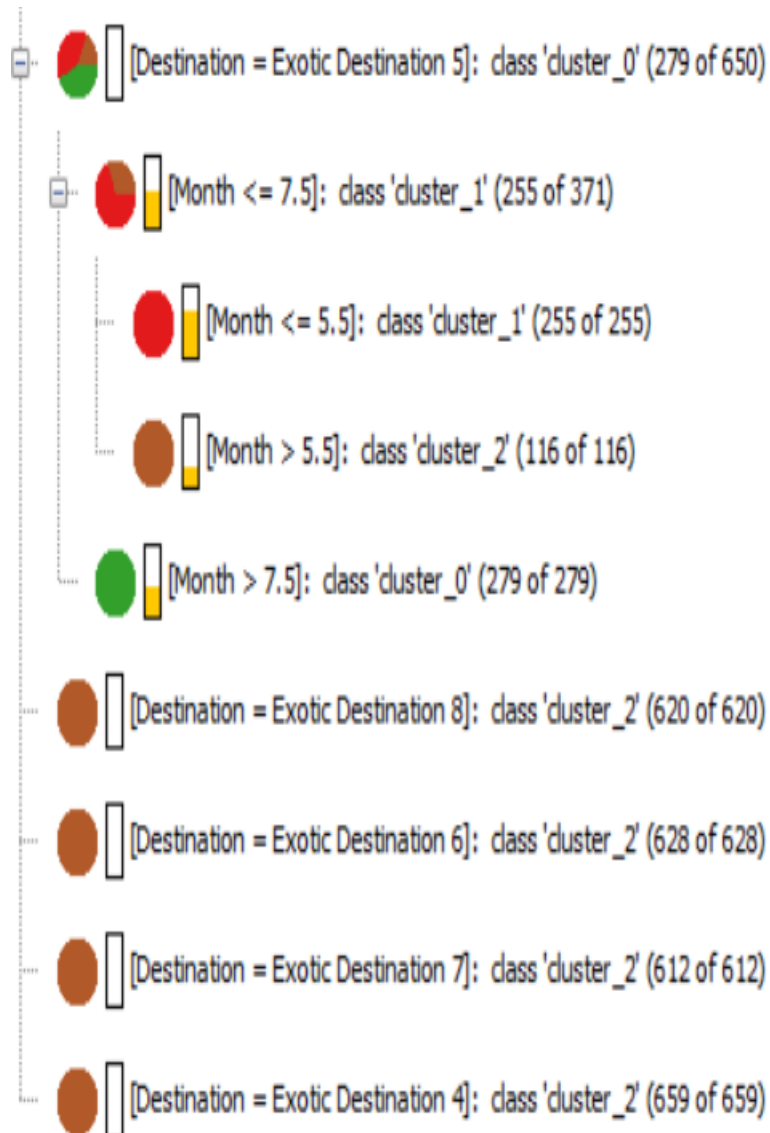 [Destination = Exotic Destination 5]: class 'cluster_0' (279 of 650)
[Month <= 7.5]: class 'cluster_1' (255 of 371)
[Month <= 5.5]: class 'cluster_1' (255 of 255)
[Month > 5.5]: class 'cluster_2' (116 of 116)
[Month > 7.5]: class 'cluster_0' (279 of 279)
[Destination = Exotic Destination 8]: class 'cluster_2' (620 of 620)
[Destination = Exotic Destination 6]: class 'cluster_2' (628 of 628)
[Destination = Exotic Destination 7]: class 'cluster_2' (612 of 612)
[Destination = Exotic Destination 4]: class 'cluster_2' (659 of 659)